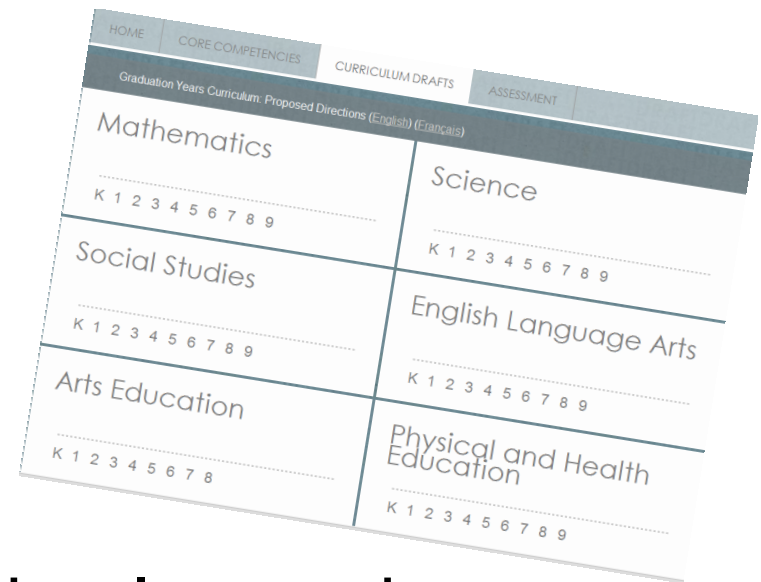 HOME CORE COMPETENCIES CURRICULUM DRAFTS ASSESSMENT
Graduation Years Curriculum: Proposed Directions (English) (Français)
Mathematics
K 1 2 3 4 5 6 7 8 9
Science
K 1 2 3 4 5 6 7 8 9
Social Studies
K 1 2 3 4 5 6 7 8 9
English Language Arts
K 1 2 3 4 5 6 7 8 9
Arts Education
K 1 2 3 4 5 6 7 8
Physical and Health
Education
K 1 2 3 4 5 6 7 8 9